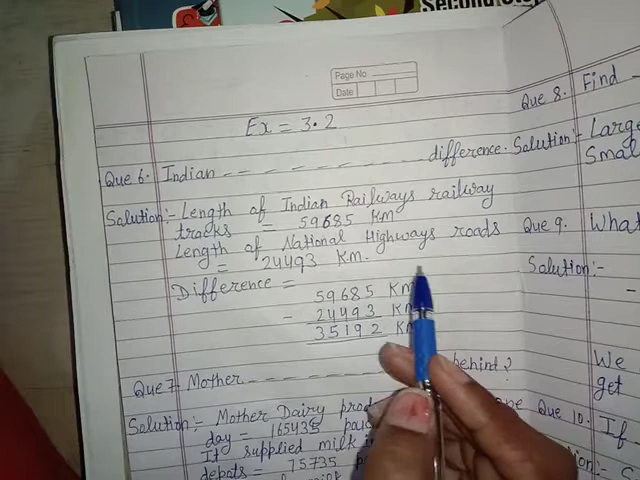 Second Step
Page No
Date
Ex = 3.2
Que 6. Indian _ _ _ _ _ _ difference.
Solution:- Length of Indian Railways railway
tracks = 59685 KM
Length of National Highways roads
= 24493 KM.
Difference =
59685 KM
- 24493 KM
35192 KM
Que 7. Mother _ _ _ _ _ behind?
Solution:- Mother Dairy
day = 165435
It supplied milk
depots = 75735
Que 8. Find
Solution:- Large
Small
Que 9. What
Solution:-
-
We
get
Que 10. If